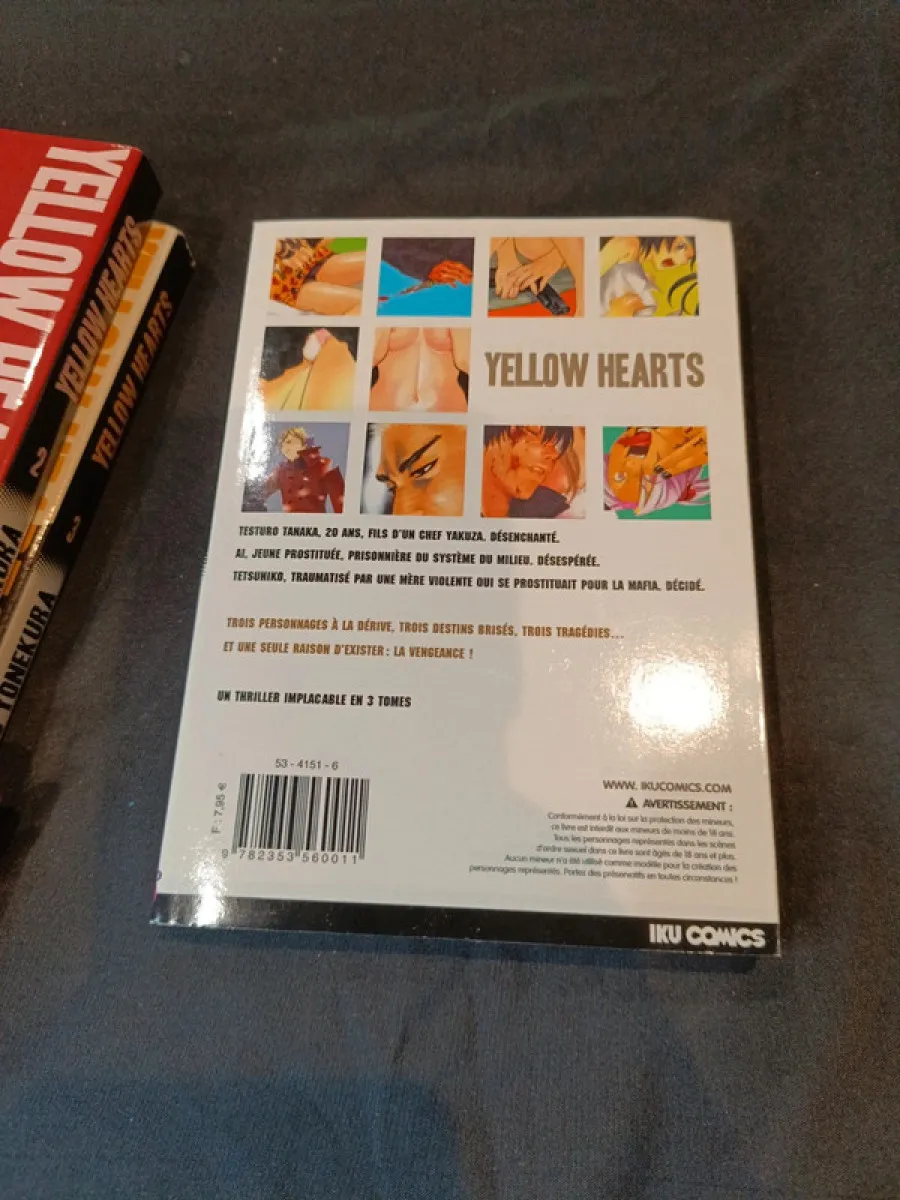 YELLOW HE
YELLOW HEARTS
2
YELLOW HEARTS
3
YONEKURA
YELLOW HEARTS
TESTURO TANAKA, 20 ANS, FILS D'UN CHEF YAKUZA. DÉSENCHANTÉ.
AI, JEUNE PROSTITUÉE, PRISONNIÈRE DU SYSTÈME DU MILIEU. DÉSESPÉRÉE.
TETSUHIKO, TRAUMATISÉ PAR UNE MÈRE VIOLENTE QUI SE PROSTITUAIT POUR LA MAFIA. DÉCIDÉ.
TROIS PERSONNAGES À LA DÉRIVE, TROIS DESTINS BRISÉS, TROIS TRAGÉDIES...
ET UNE SEULE RAISON D'EXISTER : LA VENGEANCE !
UN THRILLER IMPLACABLE EN 3 TOMES
53 - 4151 - 6
F : 7,95 €
9 782353 560011
WWW. IKUCOMICS.COM
⚠ AVERTISSEMENT :
Conformément à la loi sur la protection des mineurs,
ce livre est interdit aux mineurs de moins de 18 ans.
Tous les personnages représentés dans les scènes
d'ordre sexuel dans ce livre sont âgés de 18 ans et plus.
Aucun mineur n'a été utilisé comme modèle pour la création des
personnages représentés. Portez des préservatifs en toutes circonstances !
IKU COMICS